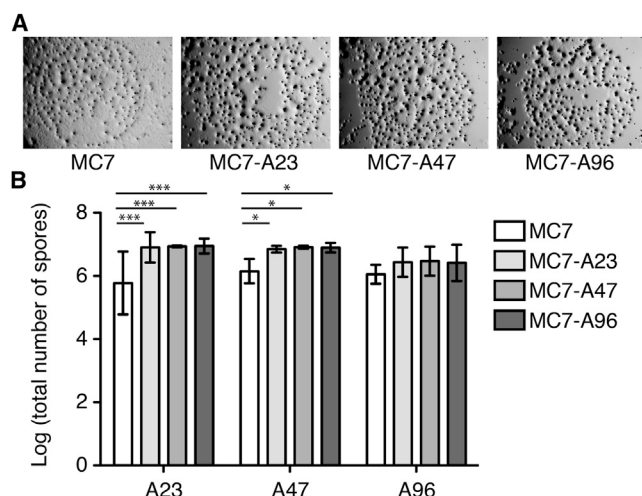 A
MC7
MC7-A23
MC7-A47
MC7-A96
B
***
***
***
*
*
*
Log (total number of spores)
8
6
4
2
0
A23
A47
A96
MC7
MC7-A23
MC7-A47
MC7-A96